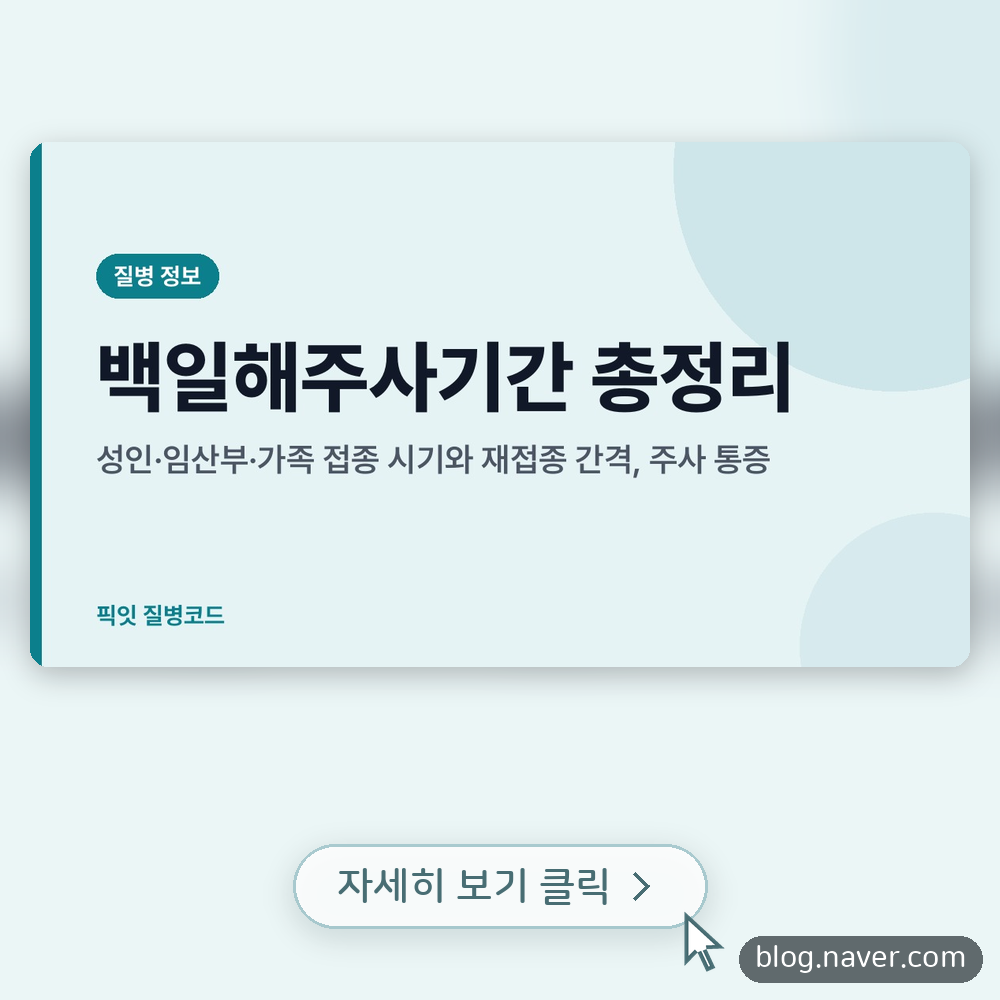 질병 정보
백일해주사기간 총정리
성인·임산부·가족 접종 시기와 재접종 간격, 주사 통증
픽잇 질병코드
자세히 보기 클릭
blog.naver.com